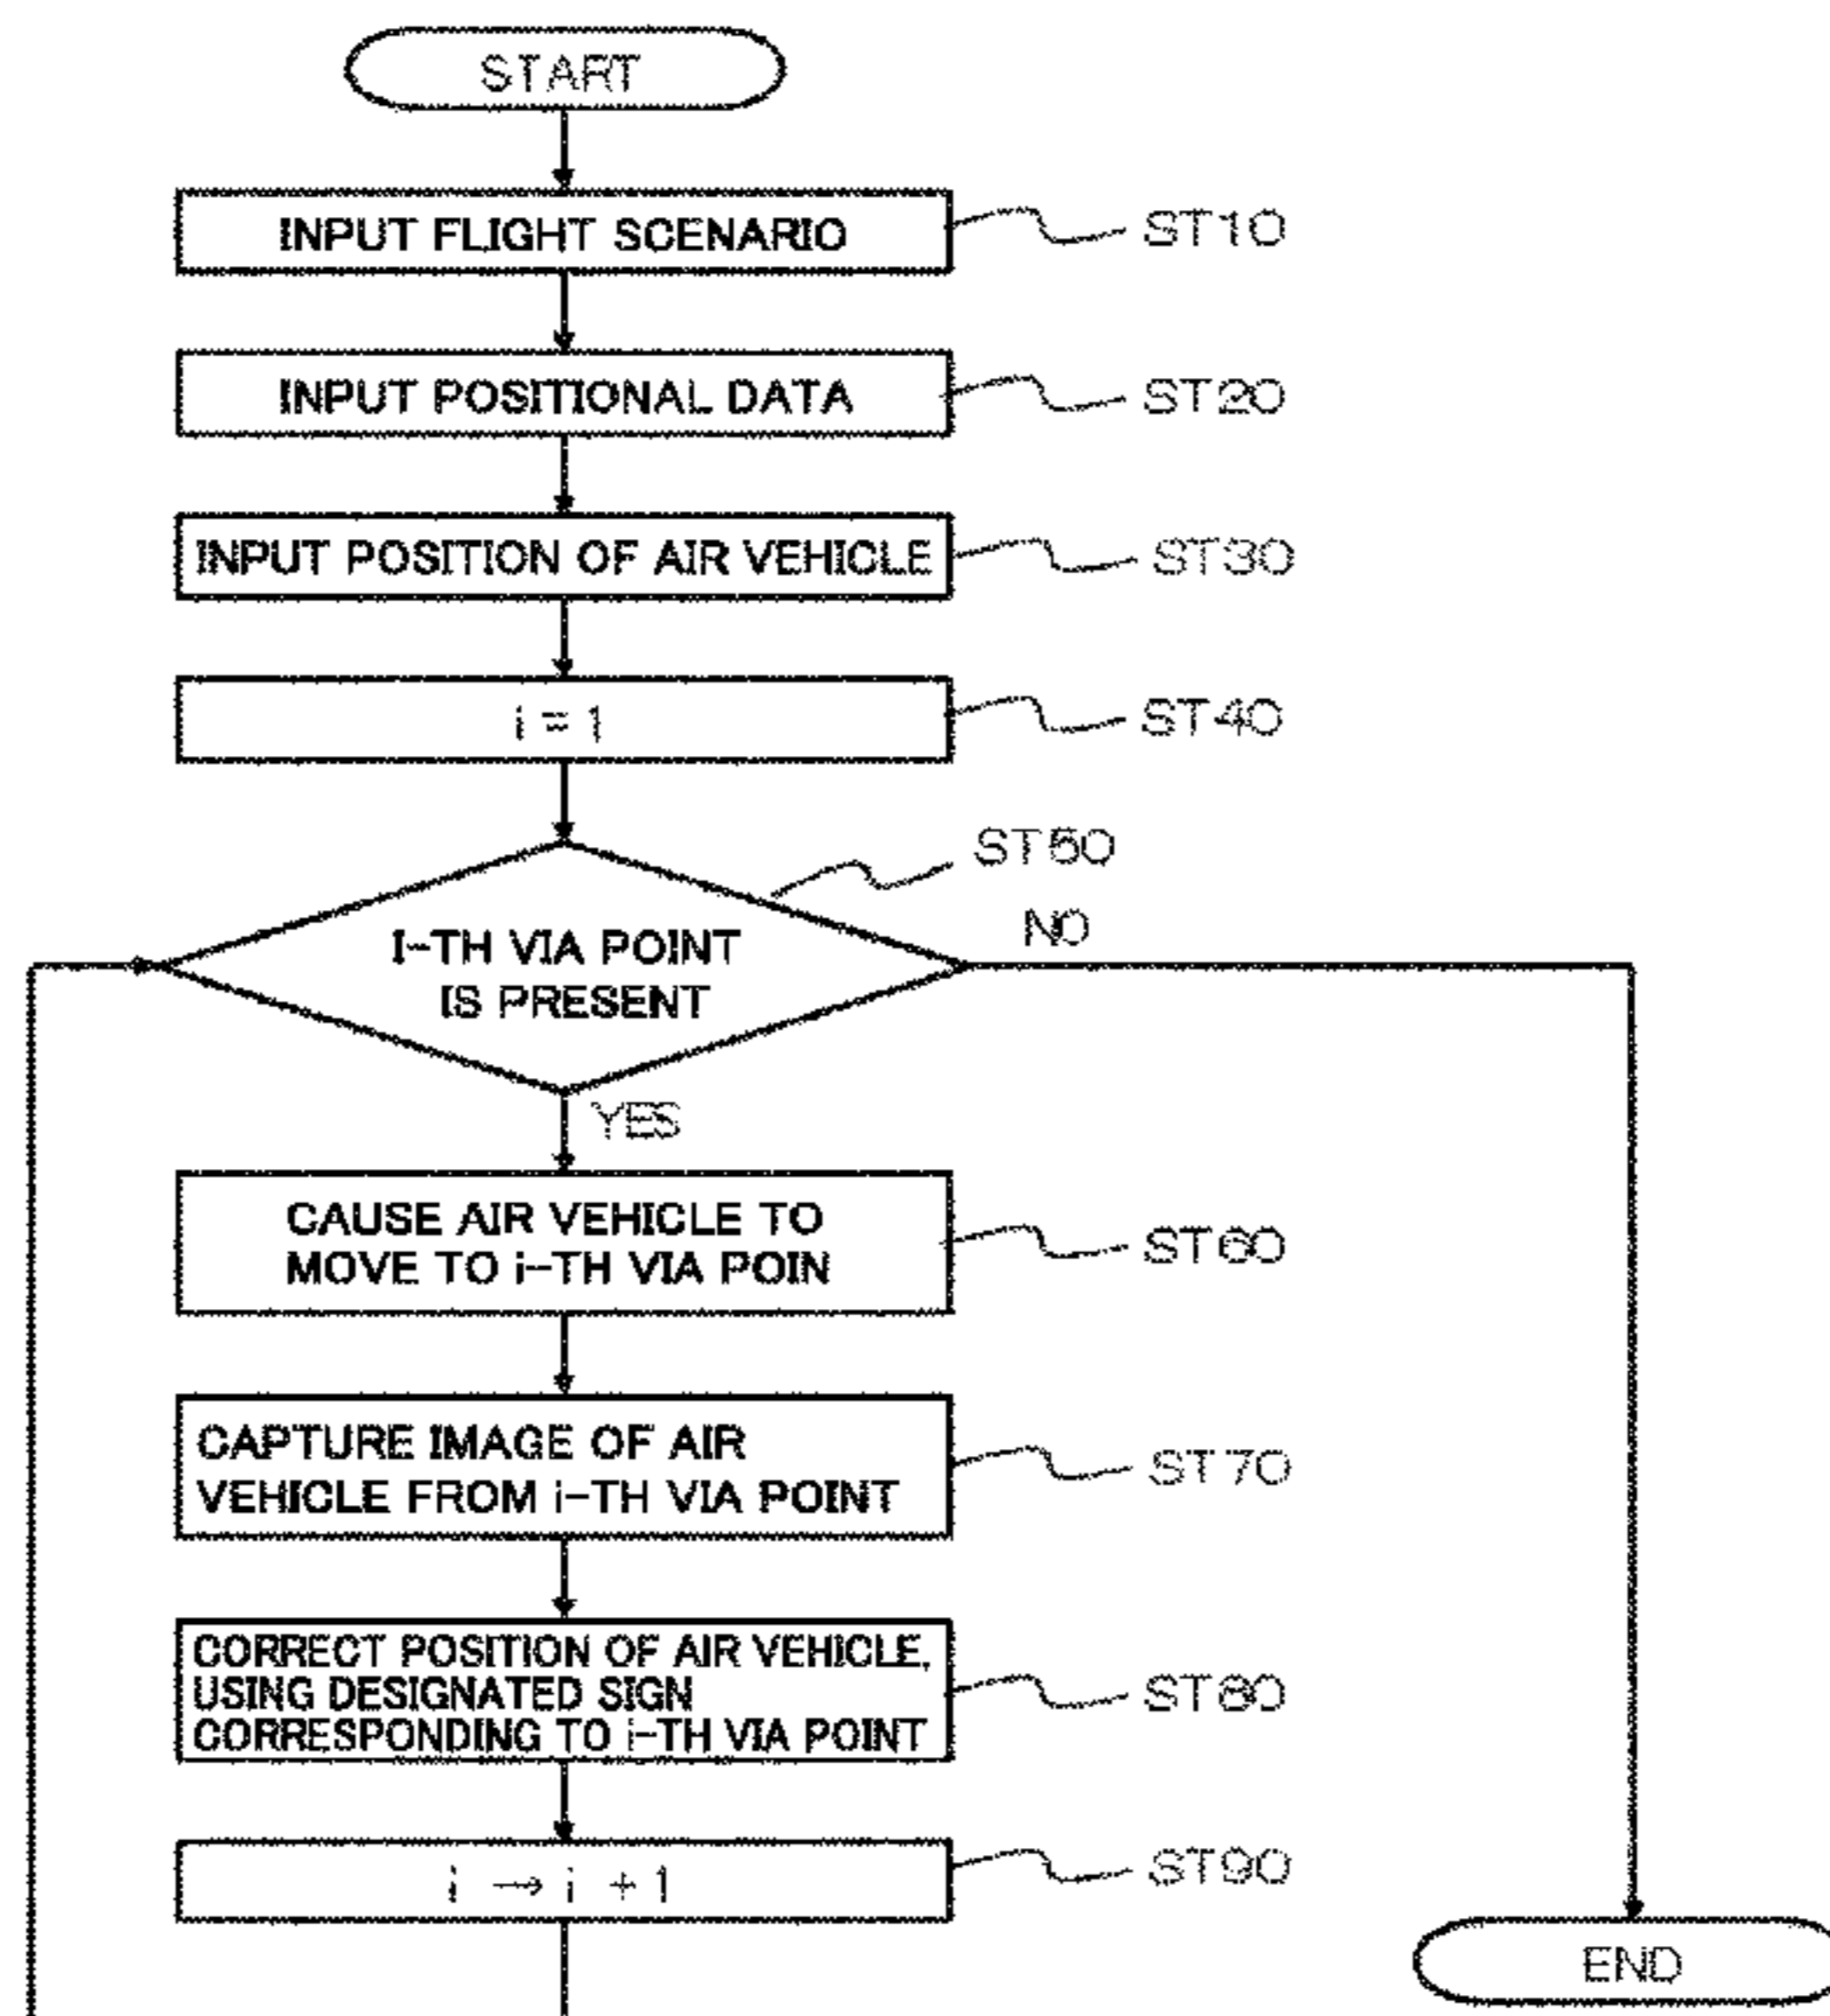 START
INPUT FLIGHT SCENARIO
ST10
INPUT POSITIONAL DATA
ST20
INPUT POSITION OF AIR VEHICLE
ST30
i = 1
ST40
ST50
I-TH VIA POINT
IS PRESENT
NO
YES
CAUSE AIR VEHICLE TO
MOVE TO i-TH VIA POIN
ST60
CAPTURE IMAGE OF AIR
VEHICLE FROM i-TH VIA POINT
ST70
CORRECT POSITION OF AIR VEHICLE,
USING DESIGNATED SIGN
CORRESPONDING TO i-TH VIA POINT
ST80
i → i + 1
ST90
END